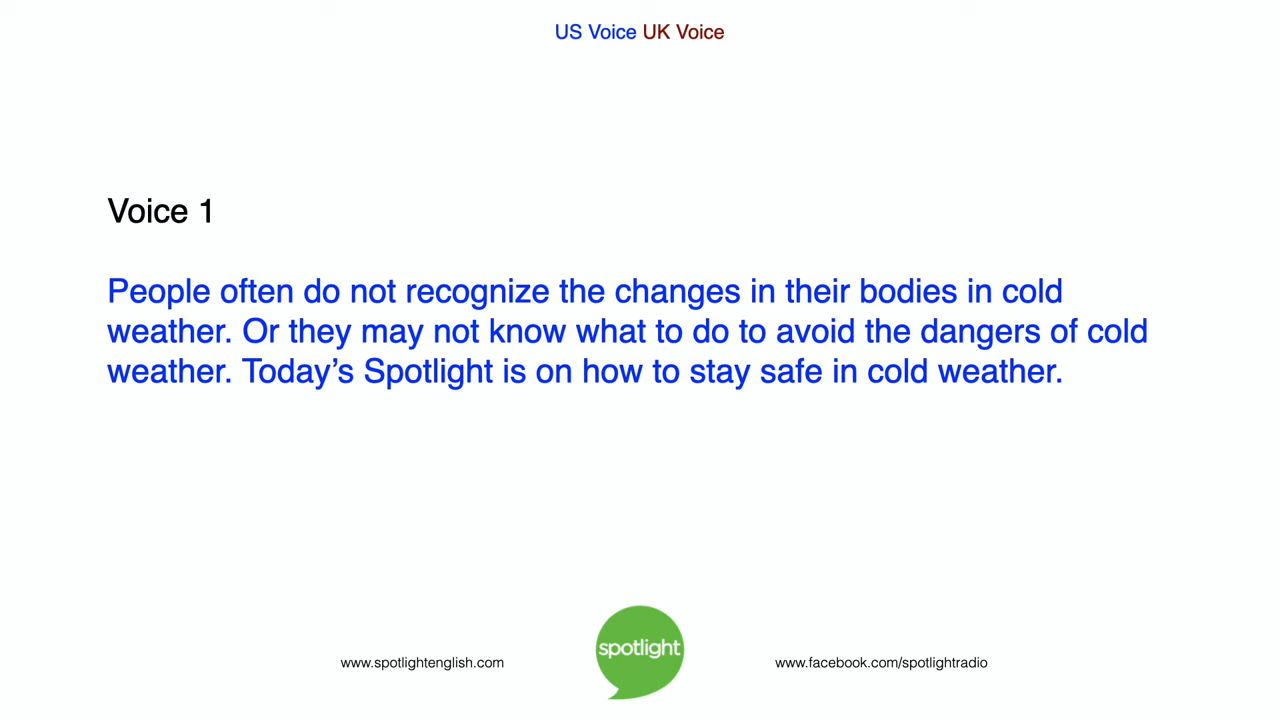 US Voice UK Voice
Voice 1
People often do not recognize the changes in their bodies in cold
weather. Or they may not know what to do to avoid the dangers of cold
weather. Today’s Spotlight is on how to stay safe in cold weather.
www.spotlightenglish.com
spotlight
www.facebook.com/spotlightradio